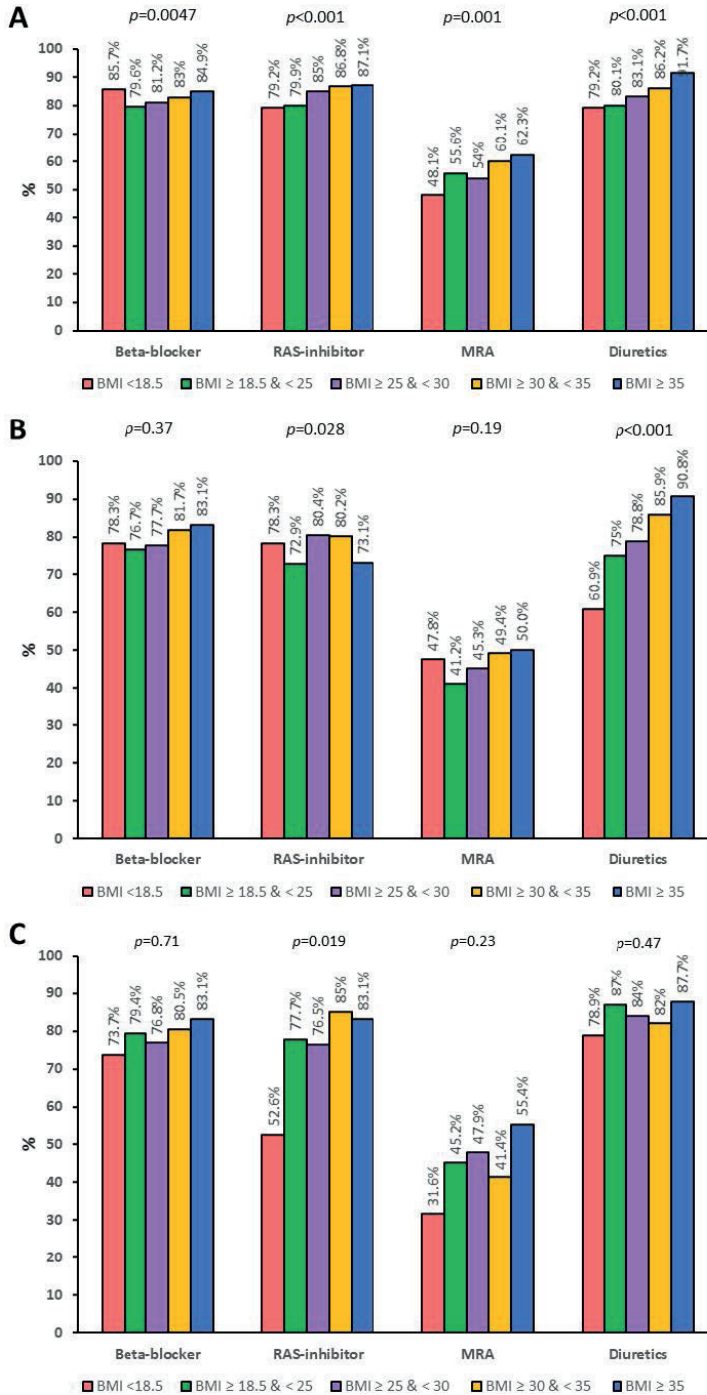 A
p=0.0047 p<0.001 p=0.001 p<0.001
100
90
80
70
60
50
40
30
20
10
0
%
85.7% 79.6% 81.2% 83% 84.9% 79.2% 79.9% 85% 86.8% 87.1% 48.1% 55.6% 54% 60.1% 62.3% 79.2% 80.1% 83.1% 86.2% 91.7%
Beta-blocker RAS-inhibitor MRA Diuretics
BMI <18.5 BMI ≥ 18.5 & < 25 BMI ≥ 25 & < 30 BMI ≥ 30 & < 35 BMI ≥ 35
B
p=0.37 p=0.028 p=0.19 p<0.001
100
90
80
70
60
50
40
30
20
10
0
%
78.3% 76.7% 77.7% 81.7% 83.1% 78.3% 72.9% 80.4% 80.2% 73.1% 47.8% 41.2% 45.3% 49.4% 50.0% 60.9% 75% 78.8% 85.9% 90.8%
Beta-blocker RAS-inhibitor MRA Diuretics
BMI <18.5 BMI ≥ 18.5 & < 25 BMI ≥ 25 & < 30 BMI ≥ 30 & < 35 BMI ≥ 35
C
p=0.71 p=0.019 p=0.23 p=0.47
100
90
80
70
60
50
40
30
20
10
0
%
73.7% 79.4% 76.8% 80.5% 83.1% 52.6% 77.7% 76.5% 85% 83.1% 31.6% 45.2% 47.9% 41.4% 55.4% 78.9% 87% 84% 82% 87.7%
Beta-blocker RAS-inhibitor MRA Diuretics
BMI <18.5 BMI ≥ 18.5 & < 25 BMI ≥ 25 & < 30 BMI ≥ 30 & < 35 BMI ≥ 35